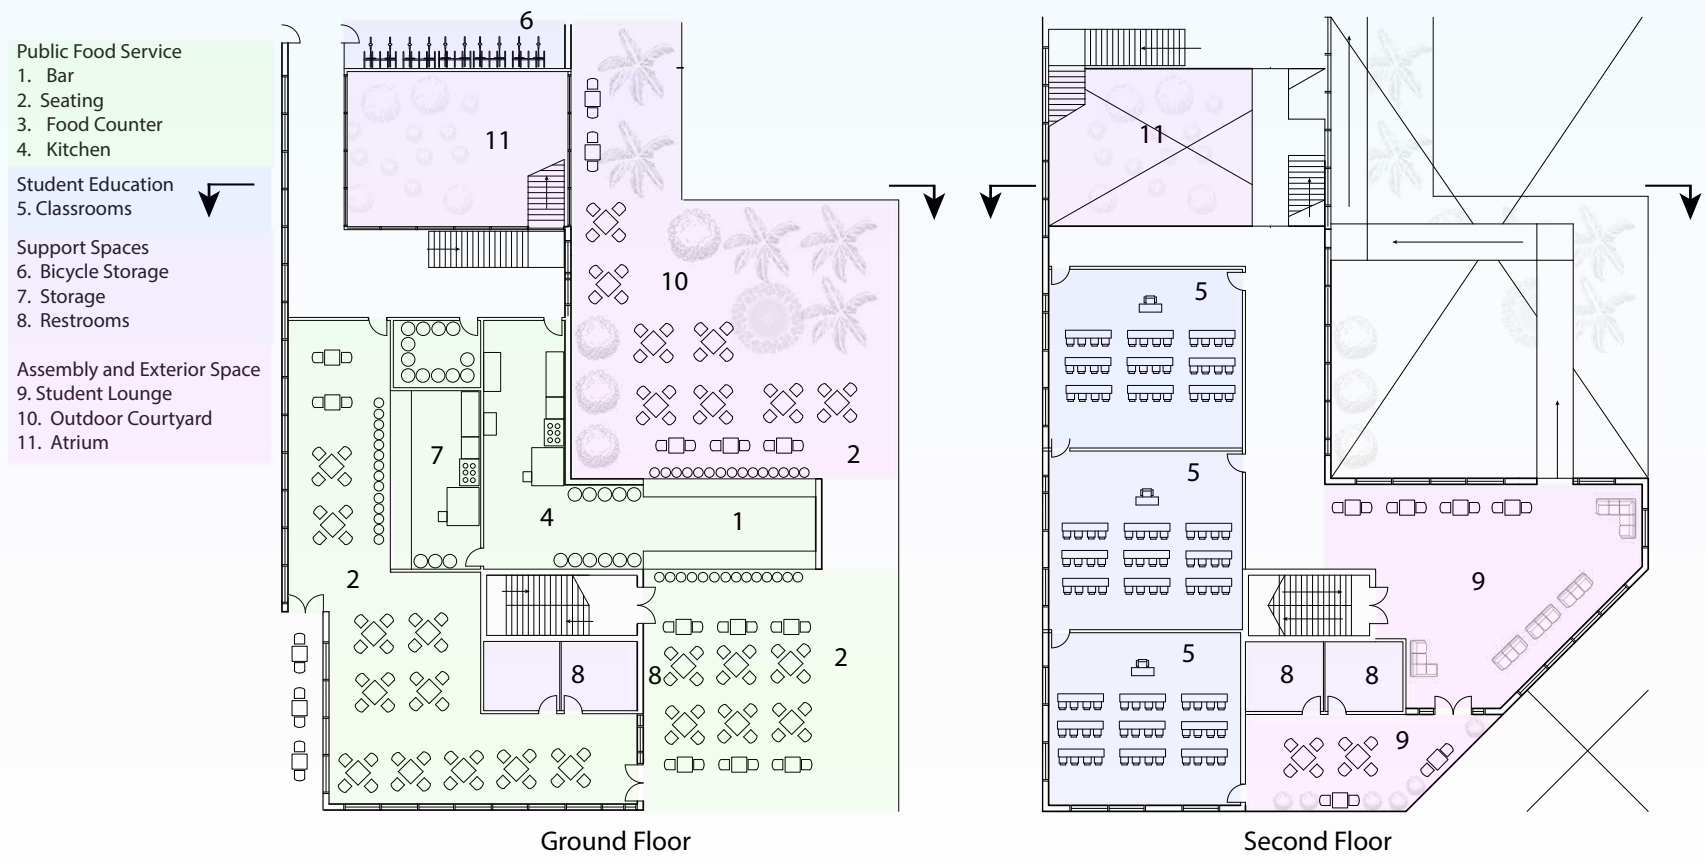 Public Food Service
1. Bar
2. Seating
3. Food Counter
4. Kitchen
Student Education
5. Classrooms
Support Spaces
6. Bicycle Storage
7. Storage
8. Restrooms
Assembly and Exterior Space
9. Student Lounge
10. Outdoor Courtyard
11. Atrium
6
11
10
2
7
4
1
2
8
8
2
Ground Floor
11
5
5
9
5
8
8
9
Second Floor